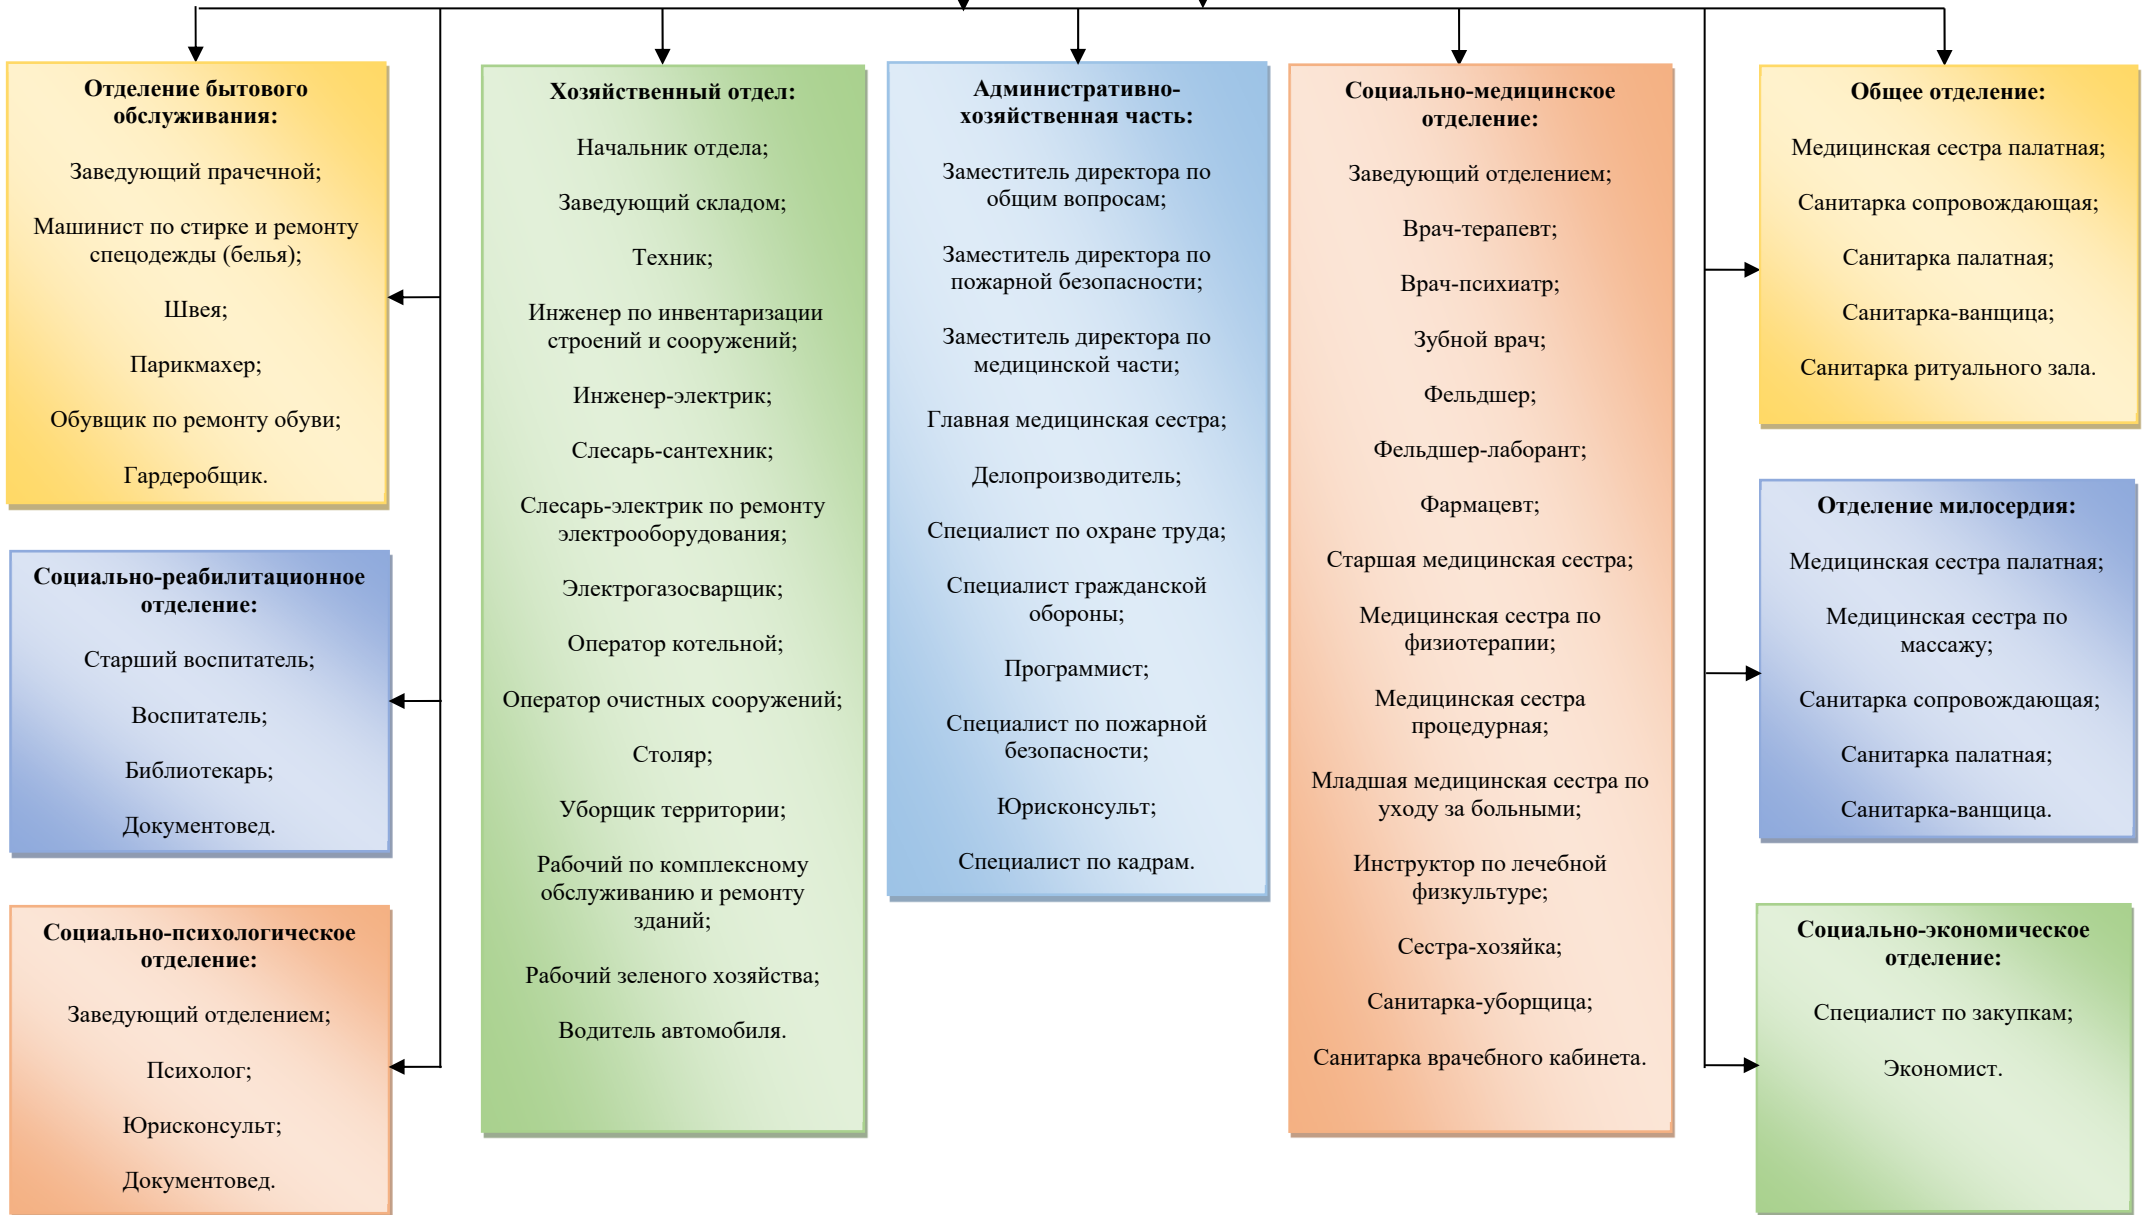 Отделение бытового
обслуживания:
Заведующий прачечной;
Машинист по стирке и ремонту
спецодежды (белья);
Швея;
Парикмахер;
Обувщик по ремонту обуви;
Гардеробщик.
Социально-реабилитационное
отделение:
Старший воспитатель;
Воспитатель;
Библиотекарь;
Документовед.
Социально-психологическое
отделение:
Заведующий отделением;
Психолог;
Юрисконсульт;
Документовед.
Хозяйственный отдел:
Начальник отдела;
Заведующий складом;
Техник;
Инженер по инвентаризации
строений и сооружений;
Инженер-электрик;
Слесарь-сантехник;
Слесарь-электрик по ремонту
электрооборудования;
Электрогазосварщик;
Оператор котельной;
Оператор очистных сооружений;
Столяр;
Уборщик территории;
Рабочий по комплексному
обслуживанию и ремонту
зданий;
Рабочий зеленого хозяйства;
Водитель автомобиля.
Административно-
хозяйственная часть:
Заместитель директора по
общим вопросам;
Заместитель директора по
пожарной безопасности;
Заместитель директора по
медицинской части;
Главная медицинская сестра;
Делопроизводитель;
Специалист по охране труда;
Специалист гражданской
обороны;
Программист;
Специалист по пожарной
безопасности;
Юрисконсульт;
Специалист по кадрам.
Социально-медицинское
отделение:
Заведующий отделением;
Врач-терапевт;
Врач-психиатр;
Зубной врач;
Фельдшер;
Фельдшер-лаборант;
Фармацевт;
Старшая медицинская сестра;
Медицинская сестра по
физиотерапии;
Медицинская сестра
процедурная;
Младшая медицинская сестра по
уходу за больными;
Инструктор по лечебной
физкультуре;
Сестра-хозяйка;
Санитарка-уборщица;
Санитарка врачебного кабинета.
Общее отделение:
Медицинская сестра палатная;
Санитарка сопровождающая;
Санитарка палатная;
Санитарка-ванщица;
Санитарка ритуального зала.
Отделение милосердия:
Медицинская сестра палатная;
Медицинская сестра по
массажу;
Санитарка сопровождающая;
Санитарка палатная;
Санитарка-ванщица.
Социально-экономическое
отделение:
Специалист по закупкам;
Экономист.